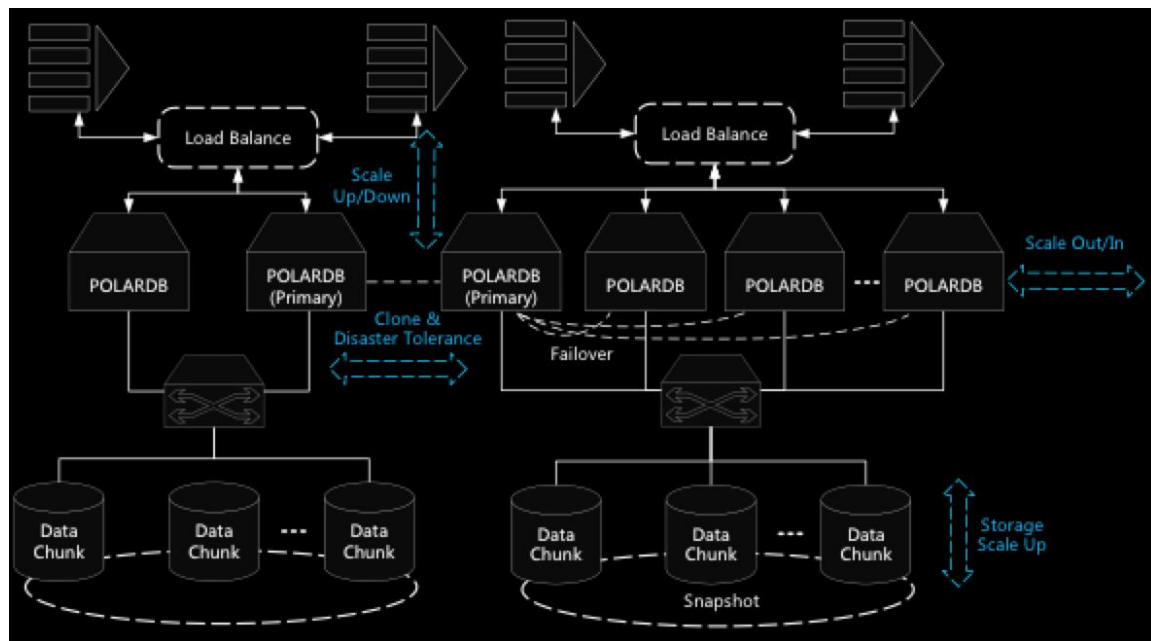 Load Balance
Load Balance
Scale
Up/Down
POLARDB
POLARDB
(Primary)
POLARDB
(Primary)
POLARDB
POLARDB
POLARDB
Scale Out/In
Clone &
Disaster Tolerance
Failover
Data
Chunk
Data
Chunk
Data
Chunk
Data
Chunk
Data
Chunk
Data
Chunk
Storage
Scale Up
Snapshot